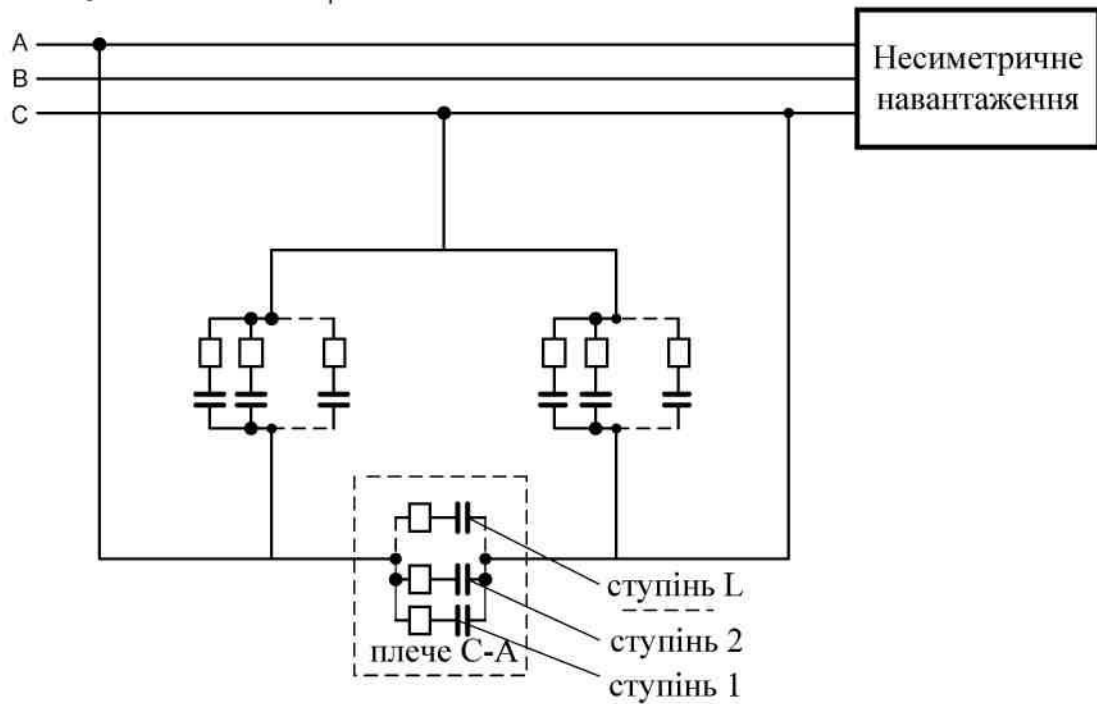 A
B
C
Несиметричне
навантаження
ступінь L
ступінь 2
плече C-A
ступінь 1